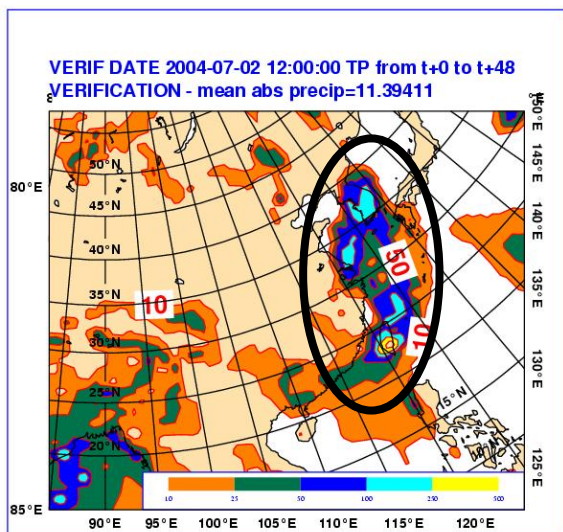 VERIF DATE 2004-07-02 12:00:00 TP from t+0 to t+48
VERIFICATION - mean abs precip=11.39411
150°E
145°E
50°N
80°E
45°N
140°E
40°N
50
135°E
35°N
10
10
30°N
130°E
25°N
15°N
20°N
125°E
10 25 50 100 250 500
85°E
90°E 95°E 100°E 105°E 110°E 115°E 120°E